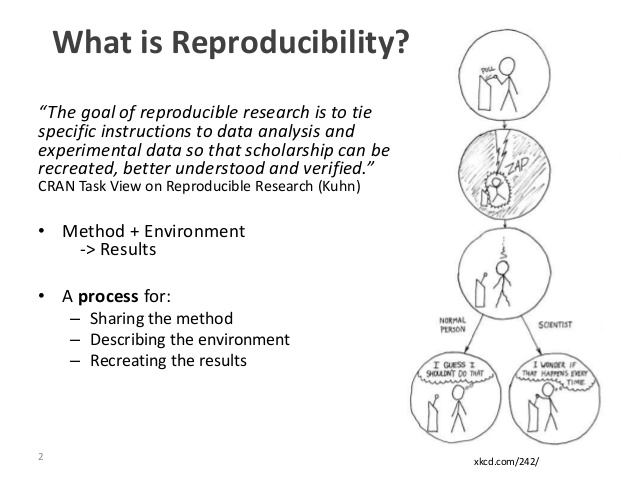 What is Reproducibility?
“The goal of reproducible research is to tie
specific instructions to data analysis and
experimental data so that scholarship can be
recreated, better understood and verified.”
CRAN Task View on Reproducible Research (Kuhn)
• Method + Environment
-> Results
• A process for:
– Sharing the method
– Describing the environment
– Recreating the results
PULL
ZAP
NORMAL
PERSON
SCIENTIST
I GUESS I
SHOULDN'T DO THAT
I WONDER IF
THAT HAPPENS EVERY
TIME
2
xkcd.com/242/